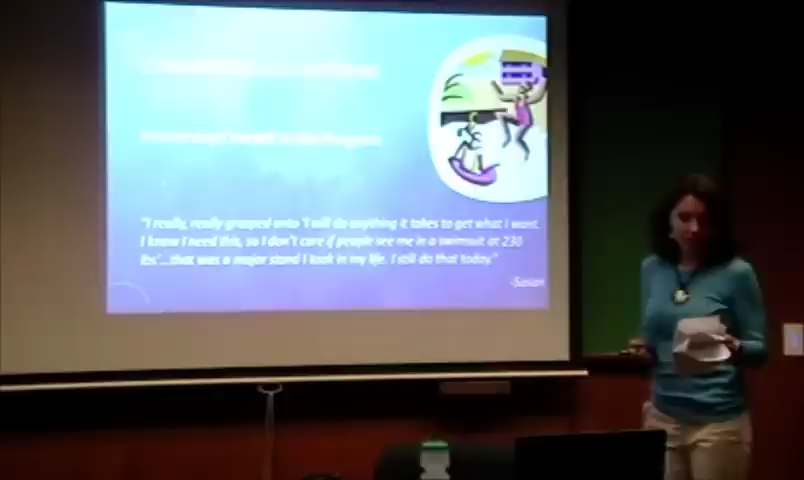 "I really, really grasped onto 'I will do anything it takes to get what I want.
I know I need this, so I don't care if people see me in a swimsuit at 230
lbs'...that was a major stand I took in my life. I still do that today."
-Susan